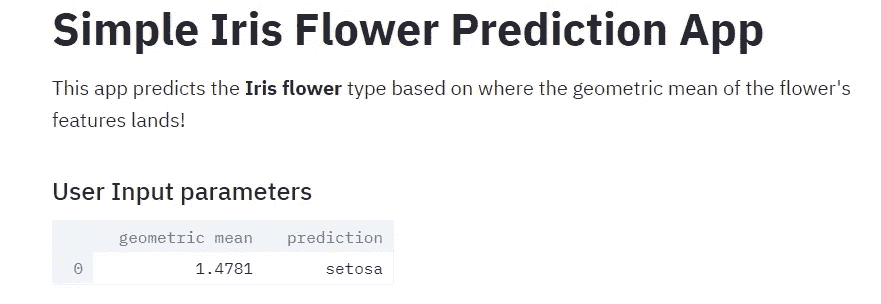 Simple Iris Flower Prediction App
This app predicts the Iris flower type based on where the geometric mean of the flower's
features lands!
User Input parameters
geometric mean prediction
0 1.4781 setosa